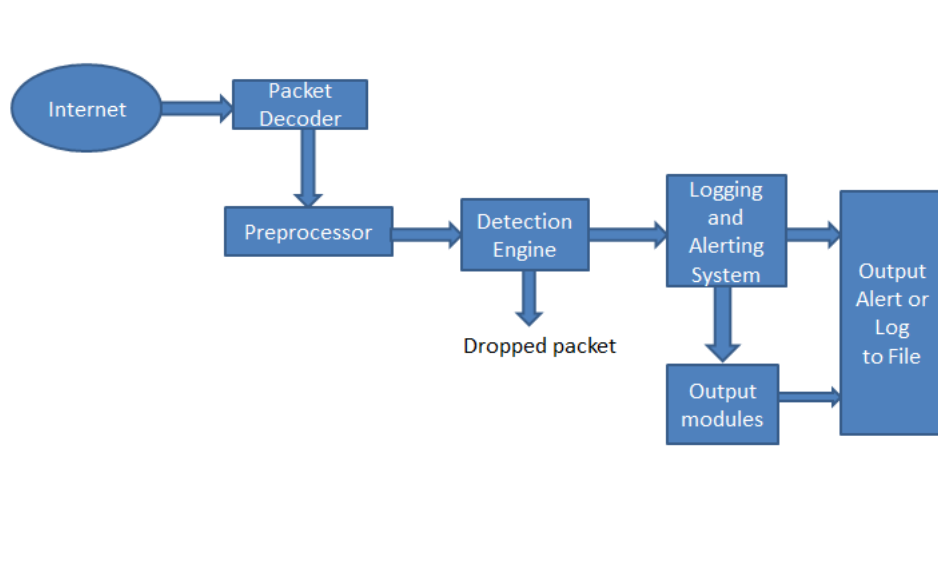 Internet
Packet
Decoder
Preprocessor
Detection
Engine
Dropped packet
Logging
and
Alerting
System
Output
modules
Output
Alert or
Log
to File